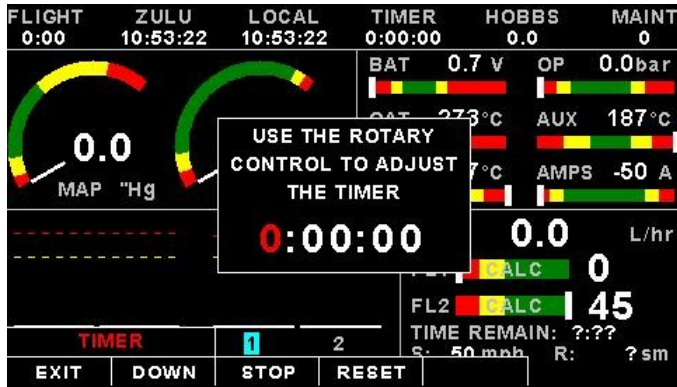 FLIGHT ZULU LOCAL TIMER HOBBS MAINT
0:00 10:53:22 10:53:22 0:00:00 0.0 0
BAT 0.7 V OP 0.0bar
273°C AUX 187°C
°C AMPS -50 A
0.0
MAP "Hg
USE THE ROTARY
CONTROL TO ADJUST
THE TIMER
0:00:00
0.0 L/hr
CALC 0
FL2 CALC 45
TIME REMAIN: ?:??
S: 50 mph R: ? sm
TIMER 1 2
EXIT DOWN STOP RESET